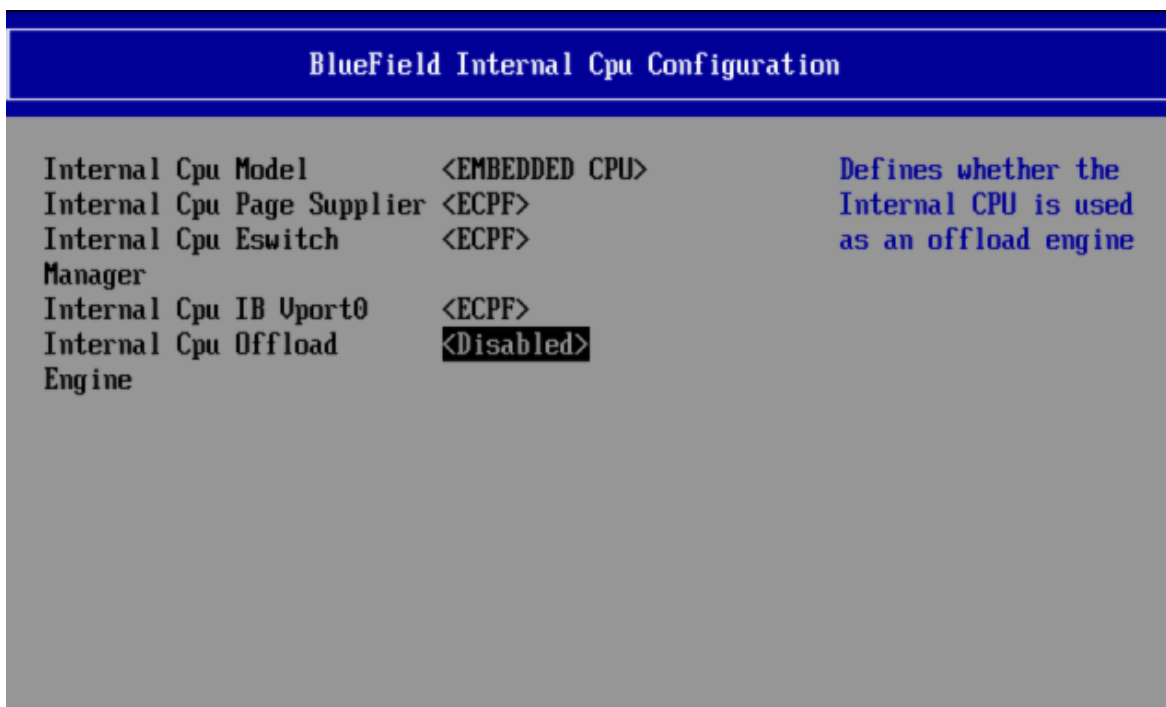 BlueField Internal Cpu Configuration
Internal Cpu Model <EMBEDDED CPU> Defines whether the
Internal Cpu Page Supplier <ECPF> Internal CPU is used
Internal Cpu Eswitch <ECPF> as an offload engine
Manager
Internal Cpu IB Vport0 <ECPF>
Internal Cpu Offload <Disabled>
Engine